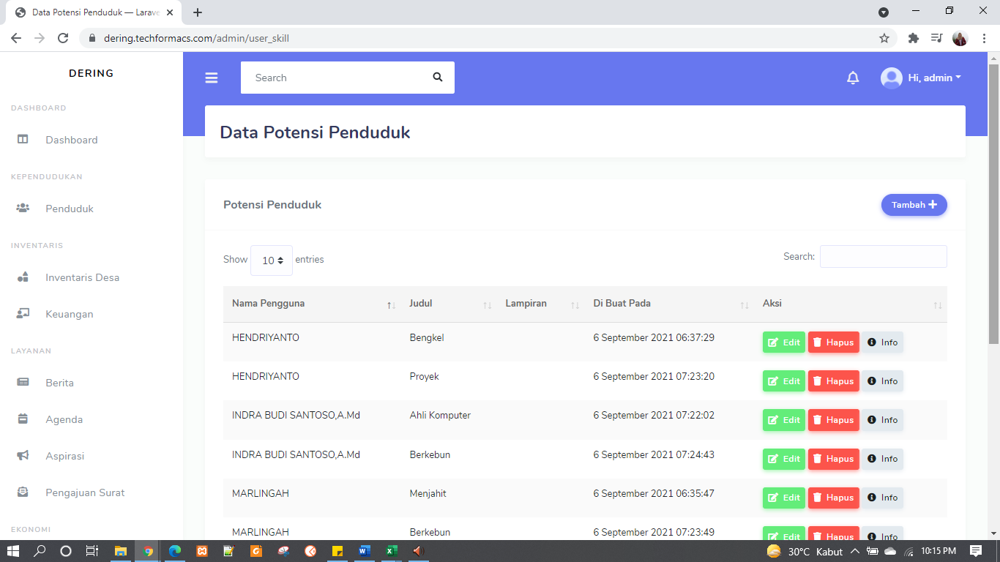 Data Potensi Penduduk — Larave
dering.techformacs.com/admin/user_skill
DERING
Search
Hi, admin
DASHBOARD
Dashboard
Data Potensi Penduduk
KEPENDUDUKAN
Penduduk
Potensi Penduduk
Tambah
INVENTARIS
Inventaris Desa
Keuangan
Show 10 entries
Search:
LAYANAN
Berita
Agenda
Aspirasi
Pengajuan Surat
EKONOMI
Nama Pengguna Judul Lampiran Di Buat Pada Aksi
HENDRIYANTO Bengkel 6 September 2021 06:37:29 Edit Hapus Info
HENDRIYANTO Proyek 6 September 2021 07:23:20 Edit Hapus Info
INDRA BUDI SANTOSO,A.Md Ahli Komputer 6 September 2021 07:22:02 Edit Hapus Info
INDRA BUDI SANTOSO,A.Md Berkebun 6 September 2021 07:24:43 Edit Hapus Info
MARLINGAH Menjahit 6 September 2021 06:35:47 Edit Hapus Info
MARLINGAH Berkebun 6 September 2021 07:23:49 Edit Hapus Info
30°C Kabut 10:15 PM